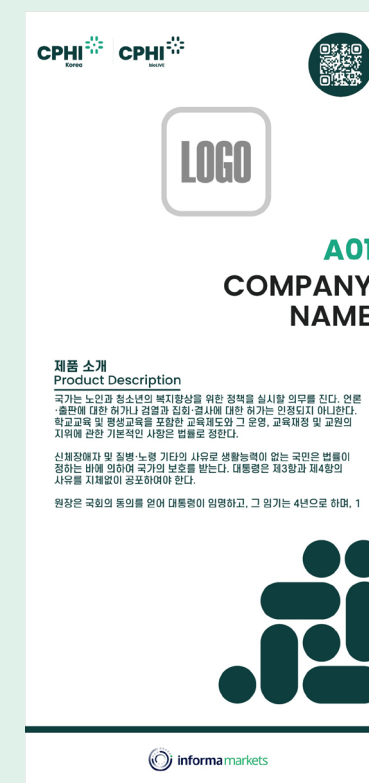 CPHI
Korea
CPHI
BioLIVE
LOGO
A01
COMPANY
NAME
제품 소개
Product Description
국가는 노인과 청소년의 복지향상을 위한 정책을 실시할 의무를 진다. 언론
·출판에 대한 허가나 검열과 집회·결사에 대한 허가는 인정되지 아니한다.
학교교육 및 평생교육을 포함한 교육제도와 그 운영, 교육재정 및 교원의
지위에 관한 기본적인 사항은 법률로 정한다.
신체장애자 및 질병·노령 기타의 사유로 생활능력이 없는 국민은 법률이
정하는 바에 의하여 국가의 보호를 받는다. 대통령은 제3항과 제4항의
사유를 지체없이 공포하여야 한다.
원장은 국회의 동의를 얻어 대통령이 임명하고, 그 임기는 4년으로 하며, 1
informa markets